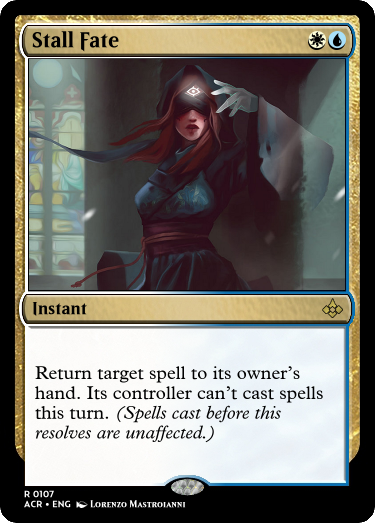 Stall Fate
Instant
Return target spell to its owner's
hand. Its controller can't cast spells
this turn. (Spells cast before this
resolves are unaffected.)
R 0107
ACR • ENG Lorenzo Mastroianni